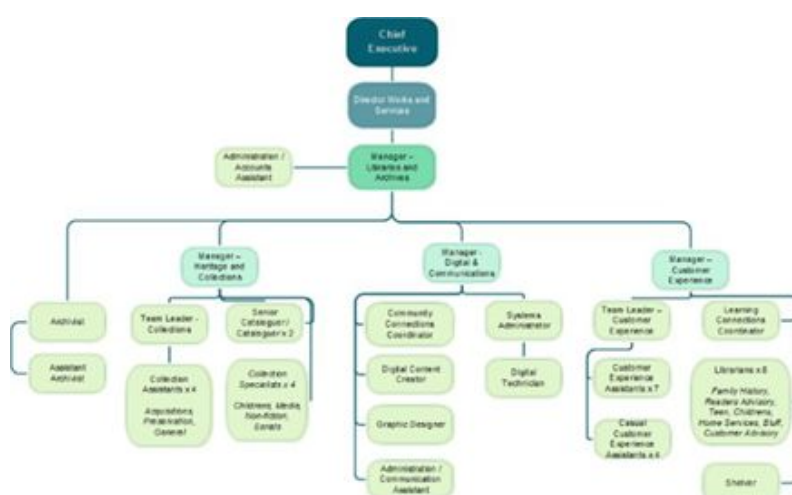 Chief
Executive
Director Works and
Services
Administration /
Accounts
Assistant
Manager –
Libraries and
Archives
Manager –
Heritage and
Collections
Manager -
Digital &
Communications
Manager –
Customer
Experience
Archivist
Assistant
Archivist
Team Leader -
Collections
Collection
Assistants x 4
Acquisitions,
Preservation,
General
Senior
Cataloguer /
Cataloguer x 2
Collection
Specialists x 4
Childrens, Media,
Non-fiction,
Serials
Community
Connections
Coordinator
Digital Content
Creator
Graphic Designer
Administration /
Communication
Assistant
Systems
Administrator
Digital
Technician
Team Leader –
Customer
Experience
Customer
Experience
Assistants x 7
Casual
Customer
Experience
Assistants x 4
Learning
Connections
Coordinator
Librarians x 8
Family History,
Readers Advisory,
Teen, Childrens,
Home Services, Bluff,
Customer Advisory
Shelver